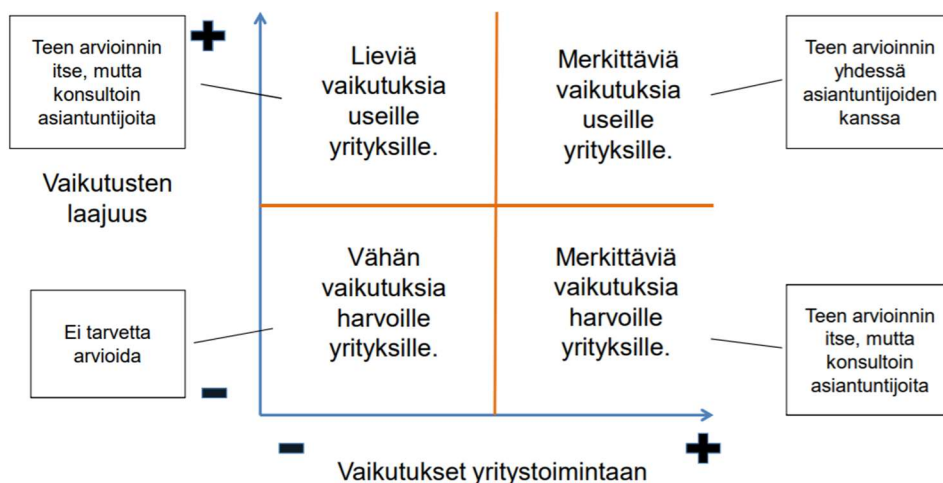 Teen arvioinnin
itse, mutta
konsultoin
asiantuntijoita
+
Lieviä
vaikutuksia
useille
yrityksille.
Merkittäviä
vaikutuksia
useille
yrityksille.
Teen arvioinnin
yhdessä
asiantuntijoiden
kanssa
Vaikutusten
laajuus
Ei tarvetta
arvioida
-
Vähän
vaikutuksia
harvoille
yrityksille.
Merkittäviä
vaikutuksia
harvoille
yrityksille.
Teen arvioinnin
itse, mutta
konsultoin
asiantuntijoita
-
+
Vaikutukset yritystoimintaan